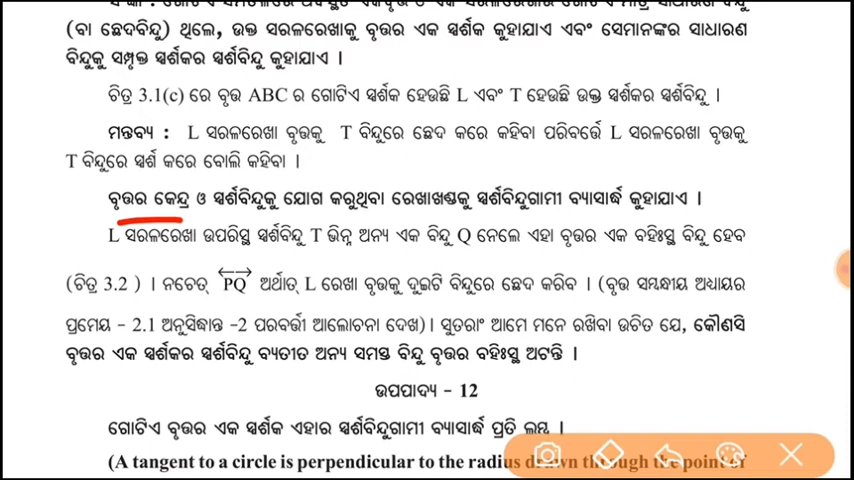 (ବା ଛେଦବିନ୍ଦୁ) ଥିଲେ, ଉକ୍ତ ସରଳରେଖାକୁ ବୃତ୍ତର ଏକ ସ୍ପର୍ଶକ କୁହାଯାଏ ଏବଂ ସେମାନଙ୍କର ସାଧାରଣ
ବିନ୍ଦୁକୁ ସମ୍ପୃକ୍ତ ସ୍ପର୍ଶକର ସ୍ପର୍ଶବିନ୍ଦୁ କୁହାଯାଏ ।
ଚିତ୍ର 3.1(c) ରେ ବୃତ୍ତ ABC ର ଗୋଟିଏ ସ୍ପର୍ଶକ ହେଉଛି L ଏବଂ T ହେଉଛି ଉକ୍ତ ସ୍ପର୍ଶକର ସ୍ପର୍ଶବିନ୍ଦୁ ।
ମନ୍ତବ୍ୟ : L ସରଳରେଖା ବୃତ୍ତକୁ T ବିନ୍ଦୁରେ ଛେଦ କରେ କହିବା ପରିବର୍ତ୍ତେ L ସରଳରେଖା ବୃତ୍ତକୁ
T ବିନ୍ଦୁରେ ସ୍ପର୍ଶ କରେ ବୋଲି କହିବା ।
ବୃତ୍ତର କେନ୍ଦ୍ର ଓ ସ୍ପର୍ଶବିନ୍ଦୁକୁ ଯୋଗ କରୁଥିବା ରେଖାଖଣ୍ଡକୁ ସ୍ପର୍ଶବିନ୍ଦୁଗାମୀ ବ୍ୟାସାର୍ଦ୍ଧ କୁହାଯାଏ ।
L ସରଳରେଖା ଉପରିସ୍ଥ ସ୍ପର୍ଶବିନ୍ଦୁ T ଭିନ୍ନ ଅନ୍ୟ ଏକ ବିନ୍ଦୁ Q ନେଲେ ଏହା ବୃତ୍ତର ଏକ ବହିଃସ୍ଥ ବିନ୍ଦୁ ହେବ
(ଚିତ୍ର 3.2 ) । ନଚେତ୍ PQ ଅର୍ଥାତ୍ L ରେଖା ବୃତ୍ତକୁ ଦୁଇଟି ବିନ୍ଦୁରେ ଛେଦ କରିବ । (ବୃତ୍ତ ସମ୍ବନ୍ଧୀୟ ଅଧ୍ୟାୟର
ପ୍ରମେୟ - 2.1 ଅନୁସିଦ୍ଧାନ୍ତ -2 ପରବର୍ତ୍ତୀ ଆଲୋଚନା ଦେଖ)। ସୁତରାଂ ଆମେ ମନେ ରଖିବା ଉଚିତ ଯେ, କୌଣସି
ବୃତ୍ତର ଏକ ସ୍ପର୍ଶକର ସ୍ପର୍ଶବିନ୍ଦୁ ବ୍ୟତୀତ ଅନ୍ୟ ସମସ୍ତ ବିନ୍ଦୁ ବୃତ୍ତର ବହିଃସ୍ଥ ଅଟନ୍ତି ।
ଉପପାଦ୍ୟ - 12
ଗୋଟିଏ ବୃତ୍ତର ଏକ ସ୍ପର୍ଶକ ଏହାର ସ୍ପର୍ଶବିନ୍ଦୁଗାମୀ ବ୍ୟାସାର୍ଦ୍ଧ ପ୍ରତି ଲମ୍ବ ।
(A tangent to a circle is perpendicular to the radius drawn through the point of